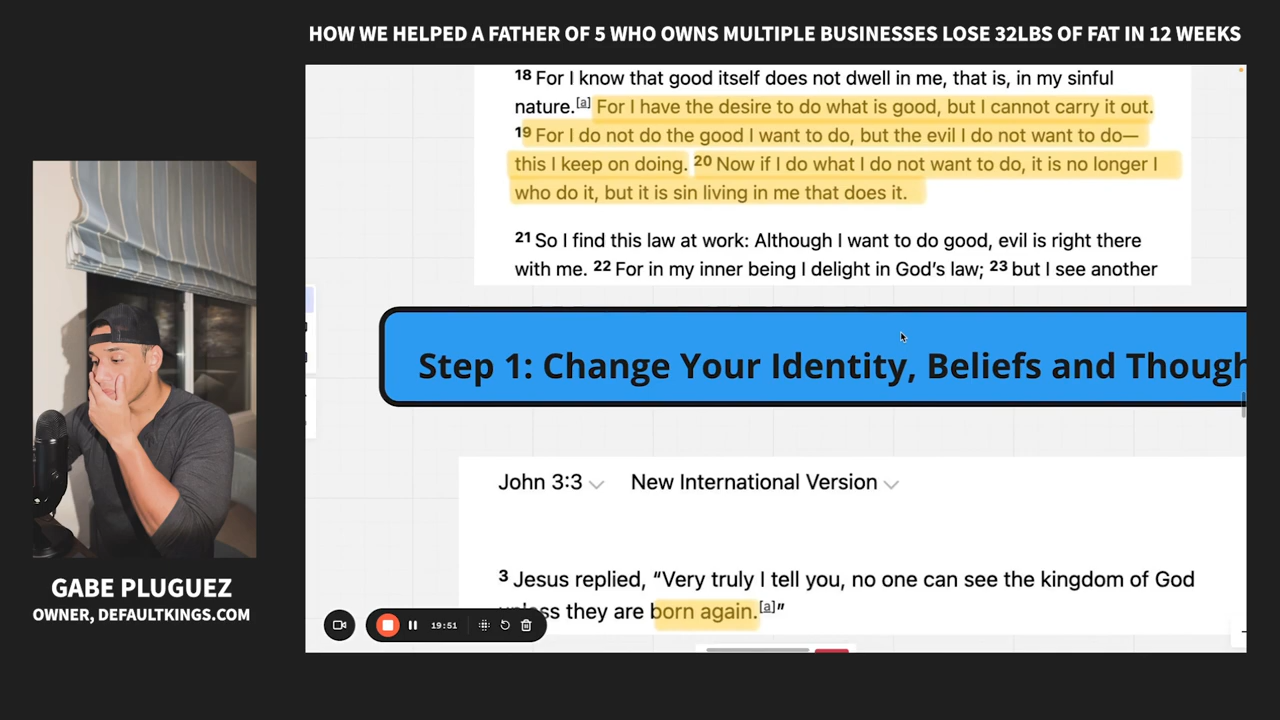 HOW WE HELPED A FATHER OF 5 WHO OWNS MULTIPLE BUSINESSES LOSE 32LBS OF FAT IN 12 WEEKS
18 For I know that good itself does not dwell in me, that is, in my sinful
nature.[a] For I have the desire to do what is good, but I cannot carry it out.
19 For I do not do the good I want to do, but the evil I do not want to do—
this I keep on doing. 20 Now if I do what I do not want to do, it is no longer I
who do it, but it is sin living in me that does it.
21 So I find this law at work: Although I want to do good, evil is right there
with me. 22 For in my inner being I delight in God's law; 23 but I see another
Step 1: Change Your Identity, Beliefs and Though
John 3:3 New International Version
3 Jesus replied, “Very truly I tell you, no one can see the kingdom of God
unless they are born again.[a]”
19:51
GABE PLUGUEZ
OWNER, DEFAULTKINGS.COM